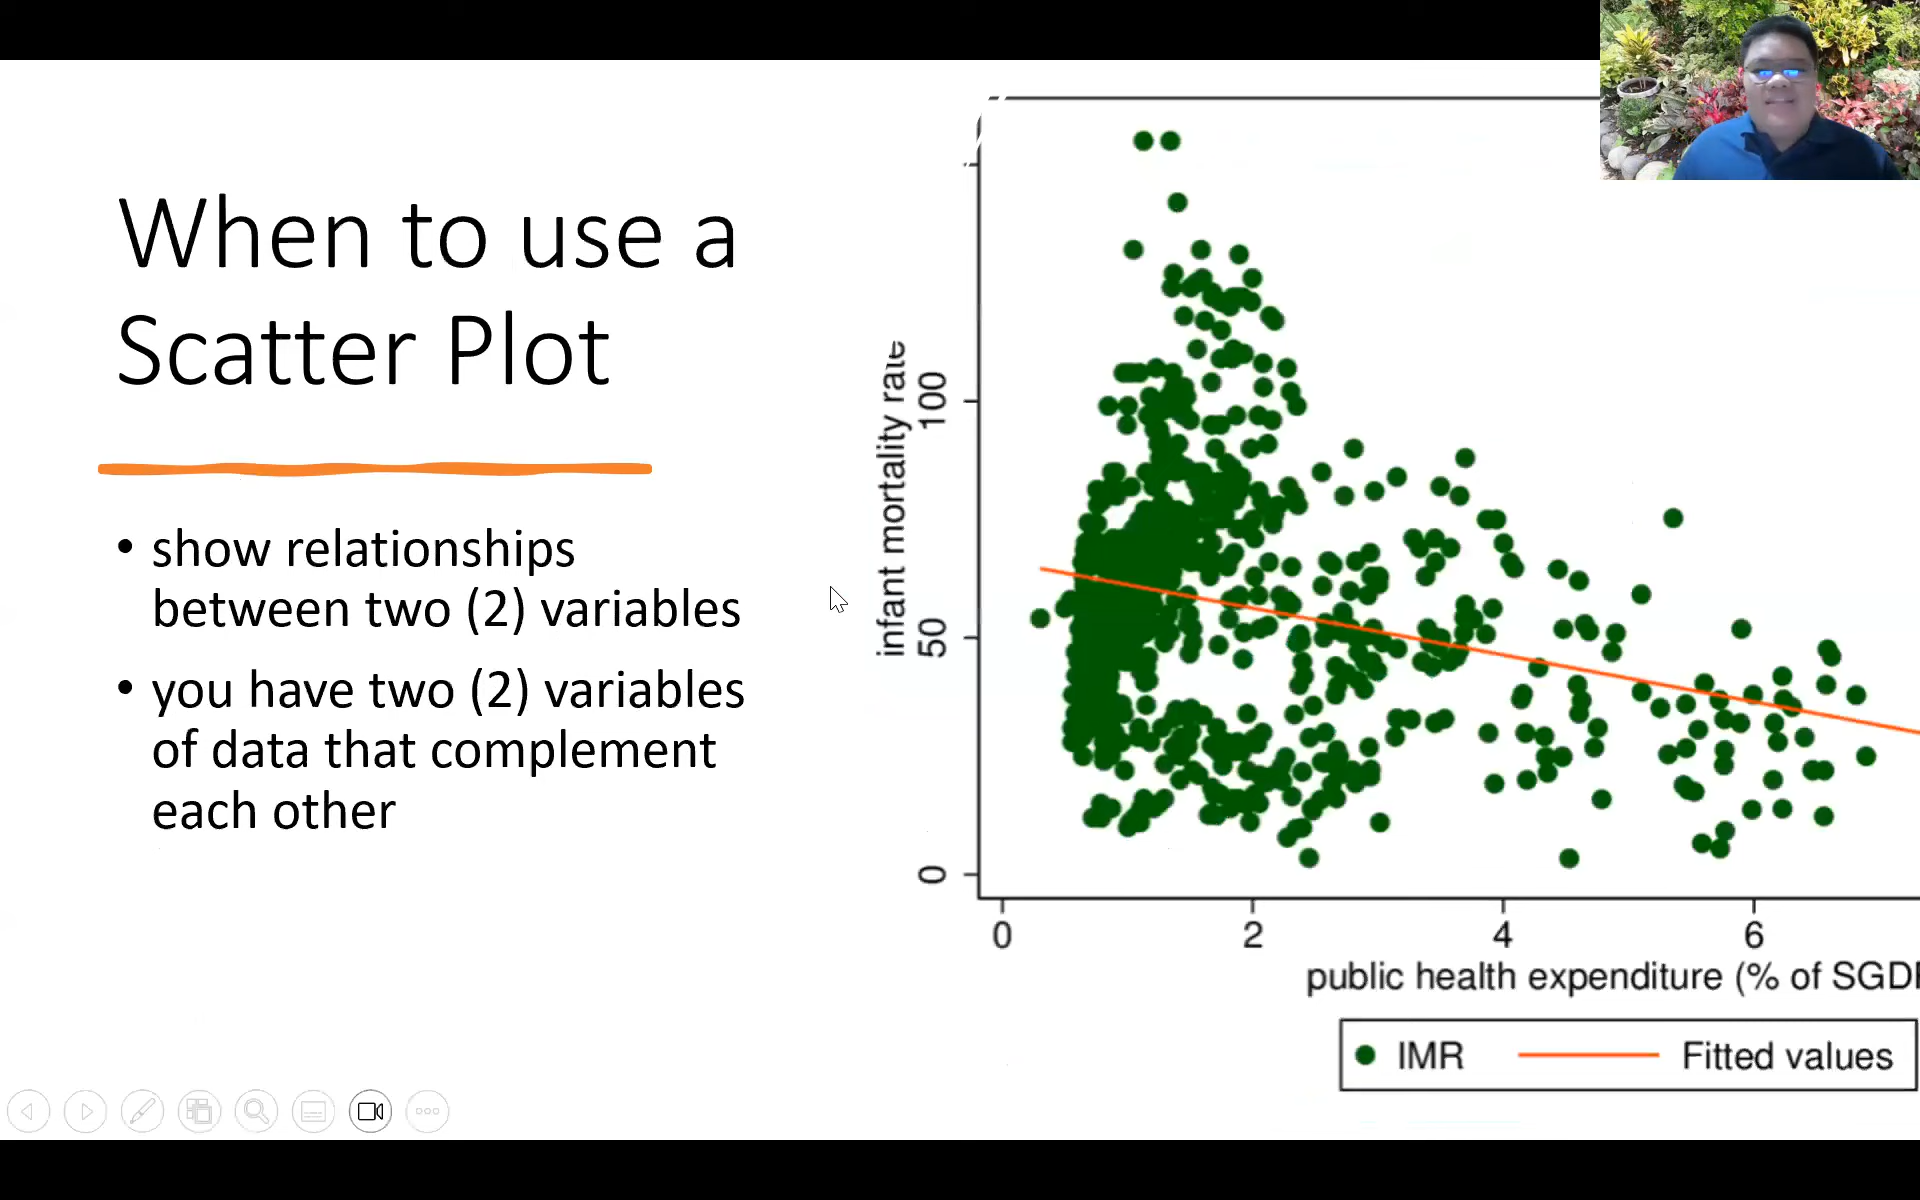 When to use a
Scatter Plot
• show relationships
between two (2) variables
• you have two (2) variables
of data that complement
each other
infant mortality rate
100
50
0
0 2 4 6
public health expenditure (% of SGDP
IMR Fitted values